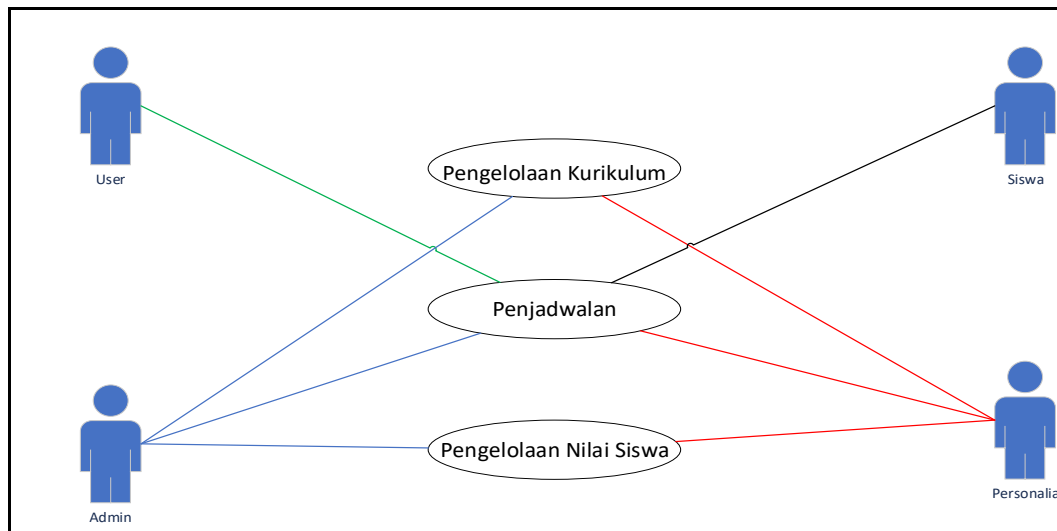 User
Siswa
Pengelolaan Kurikulum
Penjadwalan
Pengelolaan Nilai Siswa
Admin
Personalia